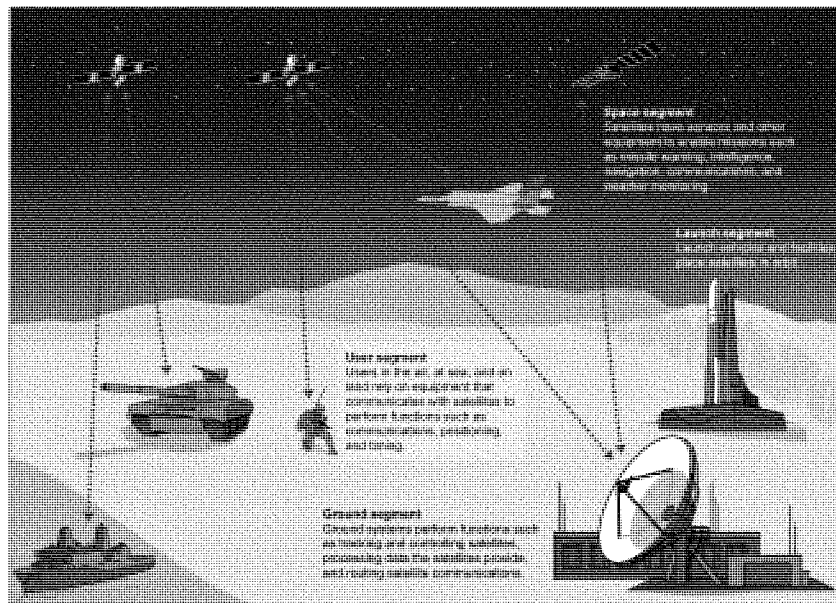 Space segment
Satellites have services and other
equipment to enable missions such
as missile warning, intelligence,
navigation, communications, and
weather monitoring
Launch segment
Launch vehicles and facilities
place satellites in orbit
User segment
Users in the air, at sea, and on
land rely on equipment that
communicates with satellites to
perform functions such as
communications, positioning,
and timing.
Ground segment
Ground systems perform functions such
as tracking and controlling satellites,
processing data the satellites provide,
and routing satellite communications.